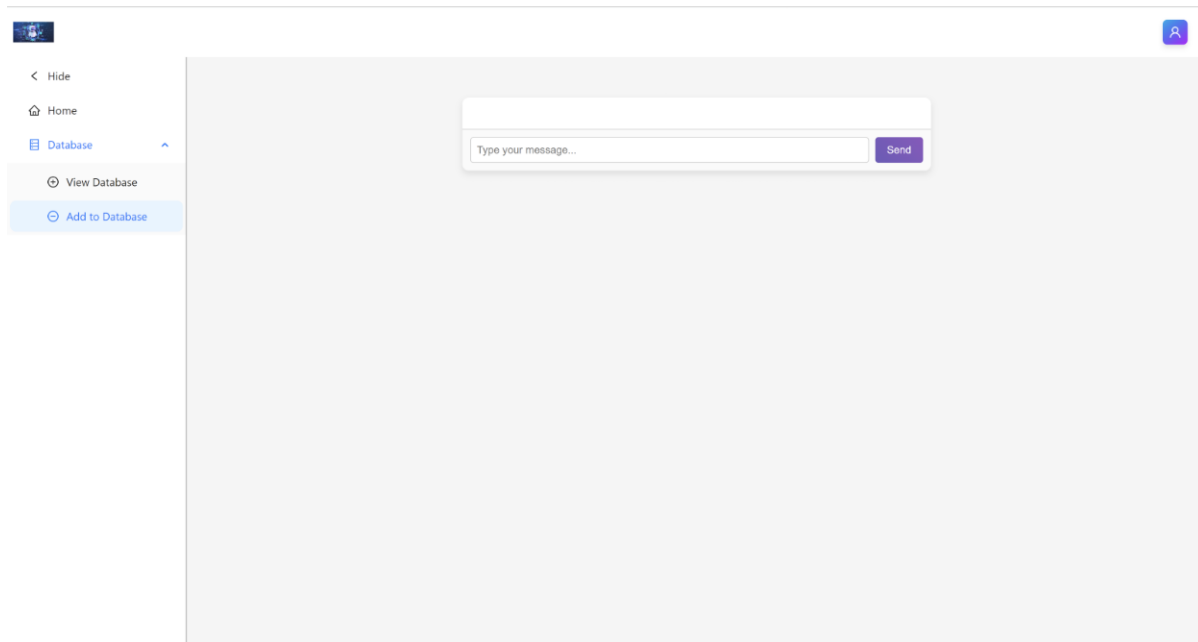 Hide
Home
Database
View Database
Add to Database
Type your message...
Send